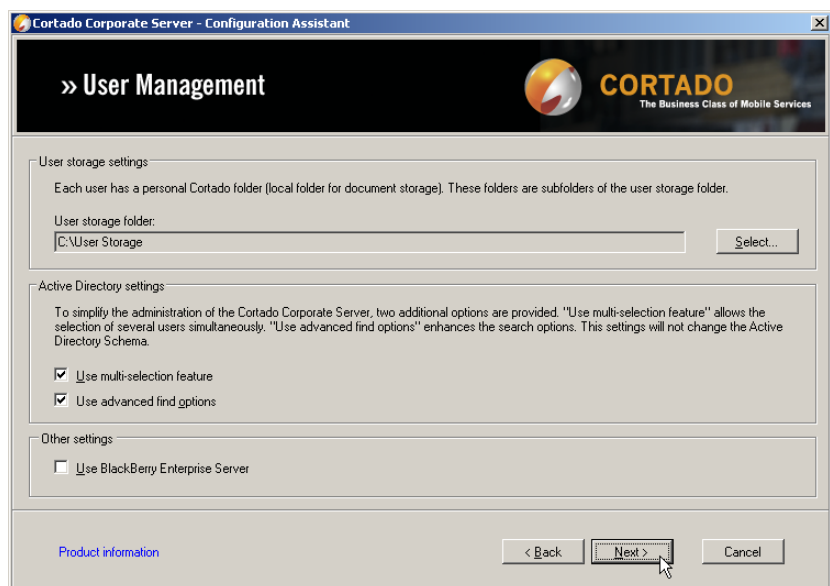 Cortado Corporate Server - Configuration Assistant
» User Management
CORTADO
The Business Class of Mobile Services
User storage settings
Each user has a personal Cortado folder (local folder for document storage). These folders are subfolders of the user storage folder.
User storage folder:
C:\User Storage
Select...
Active Directory settings
To simplify the administration of the Cortado Corporate Server, two additional options are provided. "Use multi-selection feature" allows the
selection of several users simultaneously. "Use advanced find options" enhances the search options. This settings will not change the Active
Directory Schema.
Use multi-selection feature
Use advanced find options
Other settings
Use BlackBerry Enterprise Server
Product information
< Back
Next >
Cancel